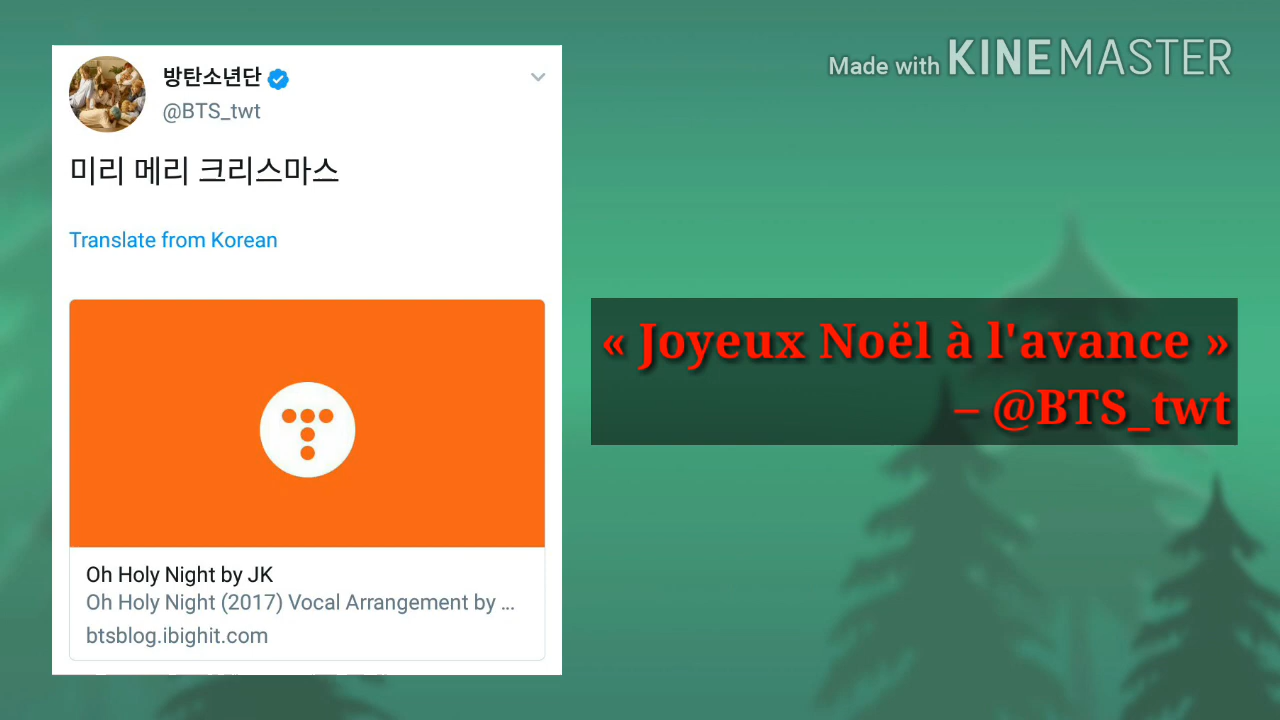 Made with KINEMASTER
방탄소년단
@BTS_twt
미리 메리 크리스마스
Translate from Korean
Oh Holy Night by JK
Oh Holy Night (2017) Vocal Arrangement by ...
btsblog.ibighit.com
« Joyeux Noël à l'avance »
– @BTS_twt